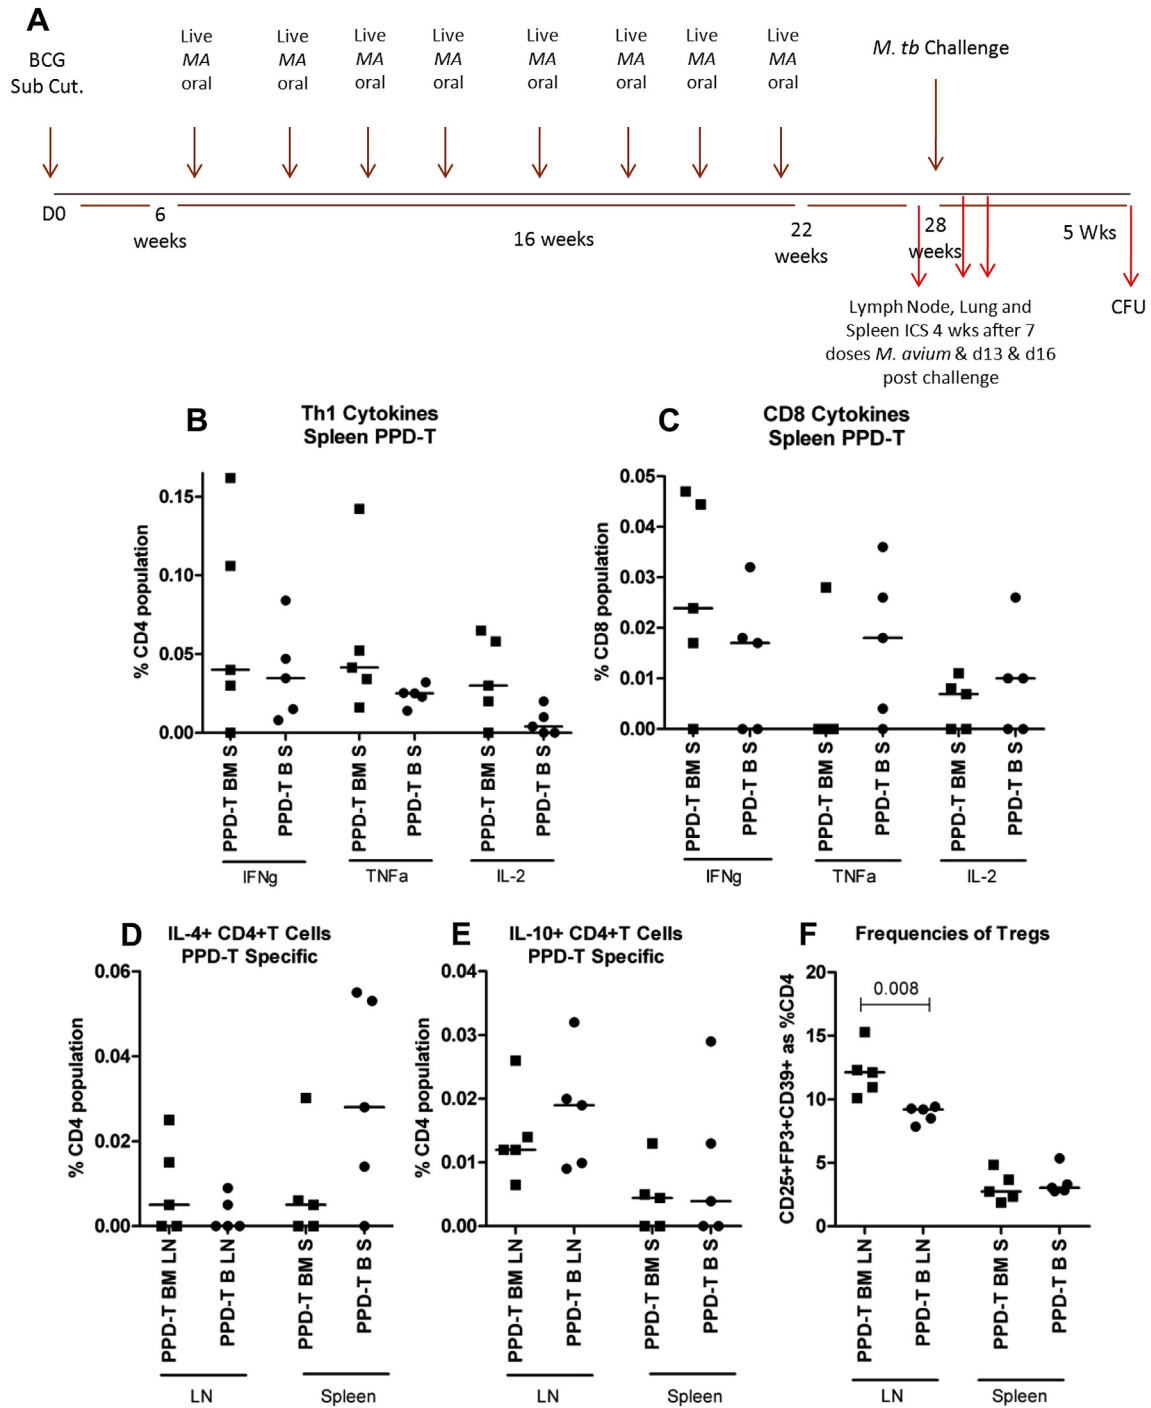 A
BCG
Sub Cut.
Live
MA
oral
Live
MA
oral
Live
MA
oral
Live
MA
oral
Live
MA
oral
Live
MA
oral
Live
MA
oral
Live
MA
oral
M. tb Challenge
D0
6
weeks
16 weeks
22
weeks
28
weeks
5 Wks
Lymph Node, Lung and
Spleen ICS 4 wks after 7
doses M. avium & d13 & d16
post challenge
CFU
B
Th1 Cytokines
Spleen PPD-T
% CD4 population
0.15
0.10
0.05
0.00
PPD-T BM S
PPD-T B S
PPD-T BM S
PPD-T B S
PPD-T BM S
PPD-T B S
IFNg
TNFa
IL-2
C
CD8 Cytokines
Spleen PPD-T
% CD8 population
0.05
0.04
0.03
0.02
0.01
0.00
PPD-T BM S
PPD-T B S
PPD-T BM S
PPD-T B S
PPD-T BM S
PPD-T B S
IFNg
TNFa
IL-2
D
IL-4+ CD4+T Cells
PPD-T Specific
% CD4 population
0.06
0.04
0.02
0.00
PPD-T BM LN
PPD-T B LN
PPD-T BM S
PPD-T B S
LN
Spleen
E
IL-10+ CD4+T Cells
PPD-T Specific
% CD4 population
0.04
0.03
0.02
0.01
0.00
PPD-T BM LN
PPD-T B LN
PPD-T BM S
PPD-T B S
LN
Spleen
F
Frequencies of Tregs
CD25+FP3+CD39+ as %CD4
20
15
10
5
0
0.008
PPD-T BM LN
PPD-T B LN
PPD-T BM S
PPD-T B S
LN
Spleen